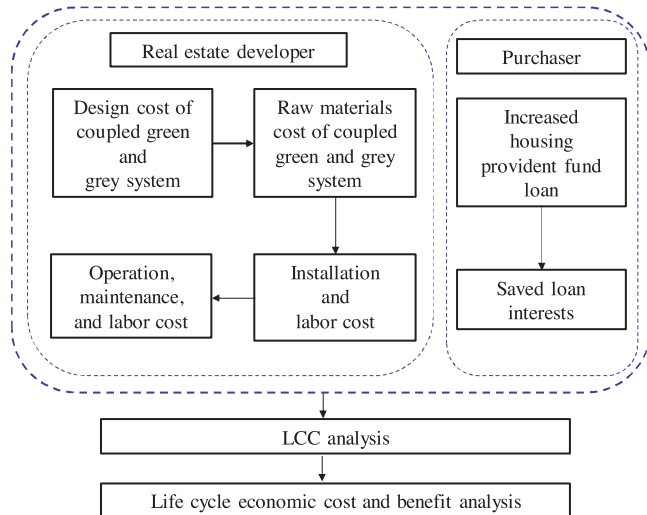 Real estate developer
Design cost of
coupled green
and
grey system
Raw materials
cost of coupled
green and grey
system
Operation,
maintenance,
and labor cost
Installation
and
labor cost
Purchaser
Increased
housing
provident fund
loan
Saved loan
interests
LCC analysis
Life cycle economic cost and benefit analysis